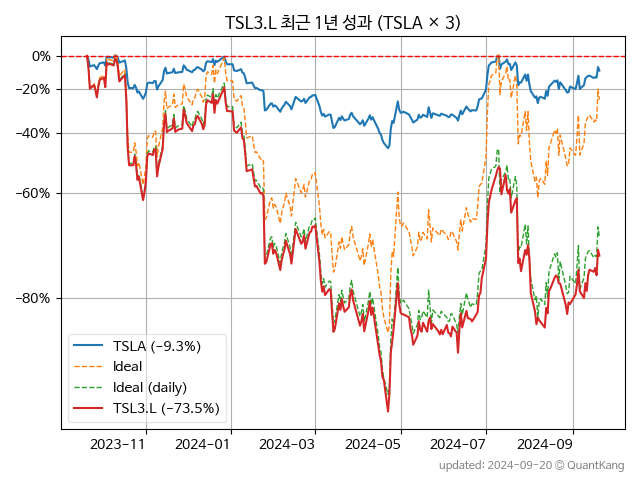 TSL3.L 최근 1년 성과 (TSLA × 3)
0%
−20%
−40%
−60%
−80%
TSLA (−9.3%)
Ideal
Ideal (daily)
TSL3.L (−73.5%)
2023−11 2024−01 2024−03 2024−05 2024−07 2024−09
updated: 2024−09−20 © QuantKang